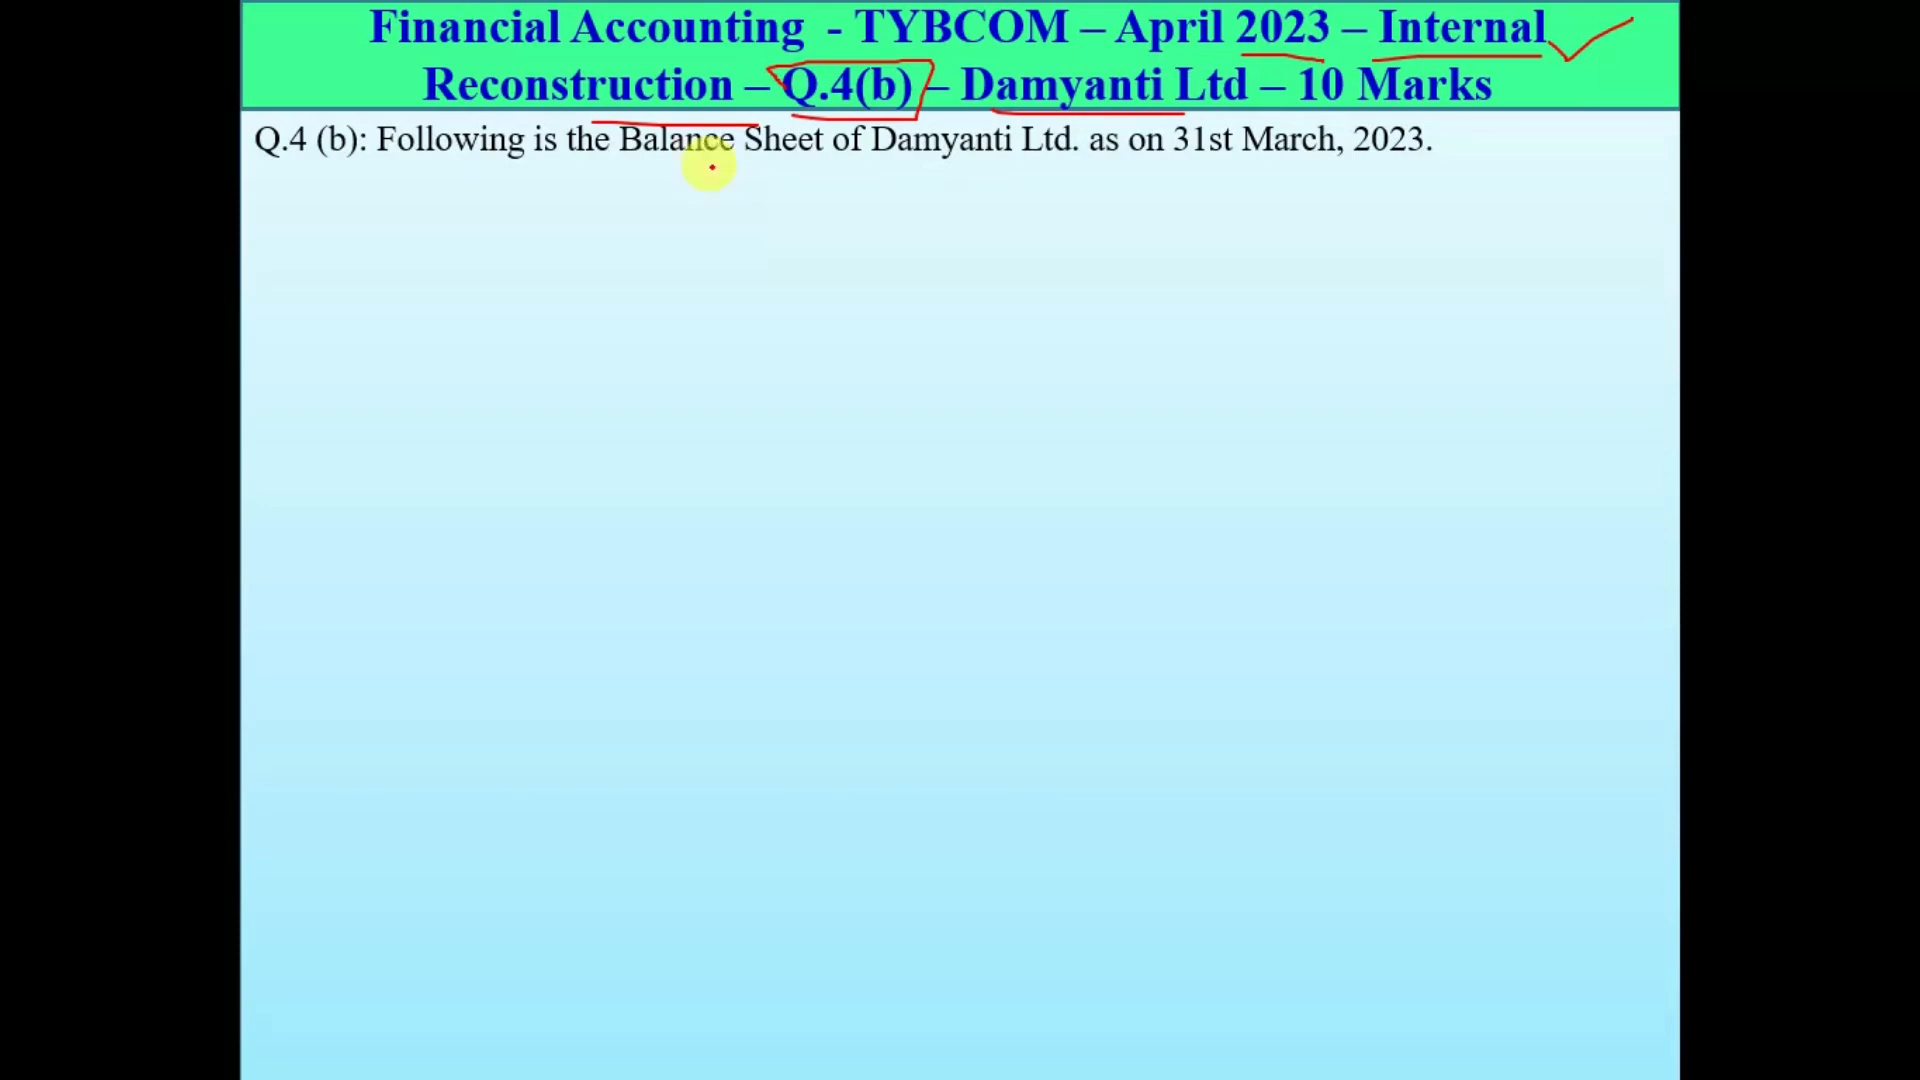 Financial Accounting - TYBCOM – April 2023 – Internal
Reconstruction – Q.4(b) – Damyanti Ltd – 10 Marks
Q.4 (b): Following is the Balance Sheet of Damyanti Ltd. as on 31st March, 2023.